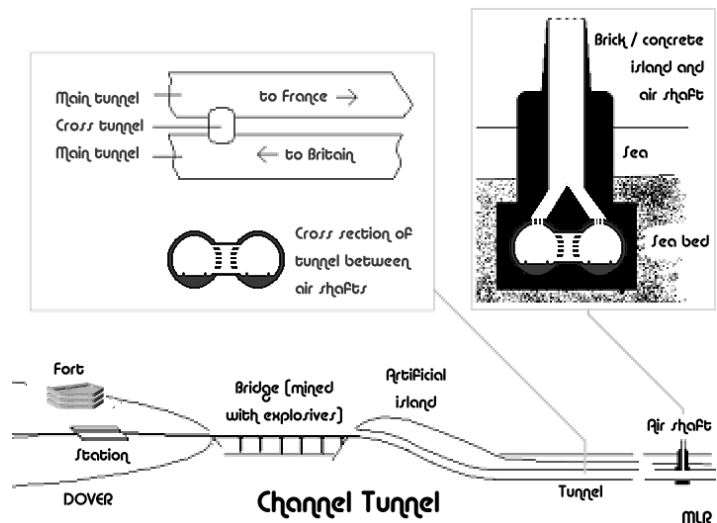 Main tunnel
to France
Cross tunnel
Main tunnel
to Britain
Cross section of
tunnel between
air shafts
Brick / concrete
island and
air shaft
Sea
Sea bed
Fort
Station
DOVER
Bridge (mined
with explosives)
Artificial
island
Air shaft
Tunnel
Channel Tunnel
MLR